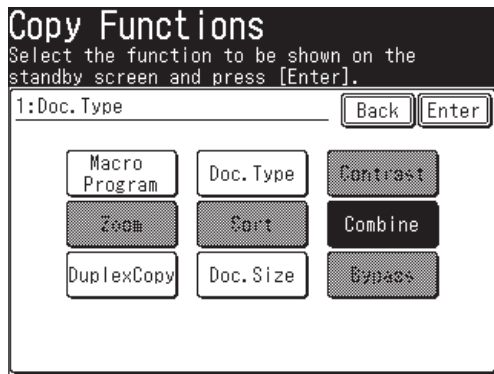 Copy Functions
Select the function to be shown on the
standby screen and press [Enter].
1:Doc.Type
Back Enter
Macro
Program
Doc.Type Contrast
Zoom Sort Combine
DuplexCopy Doc.Size Bypass